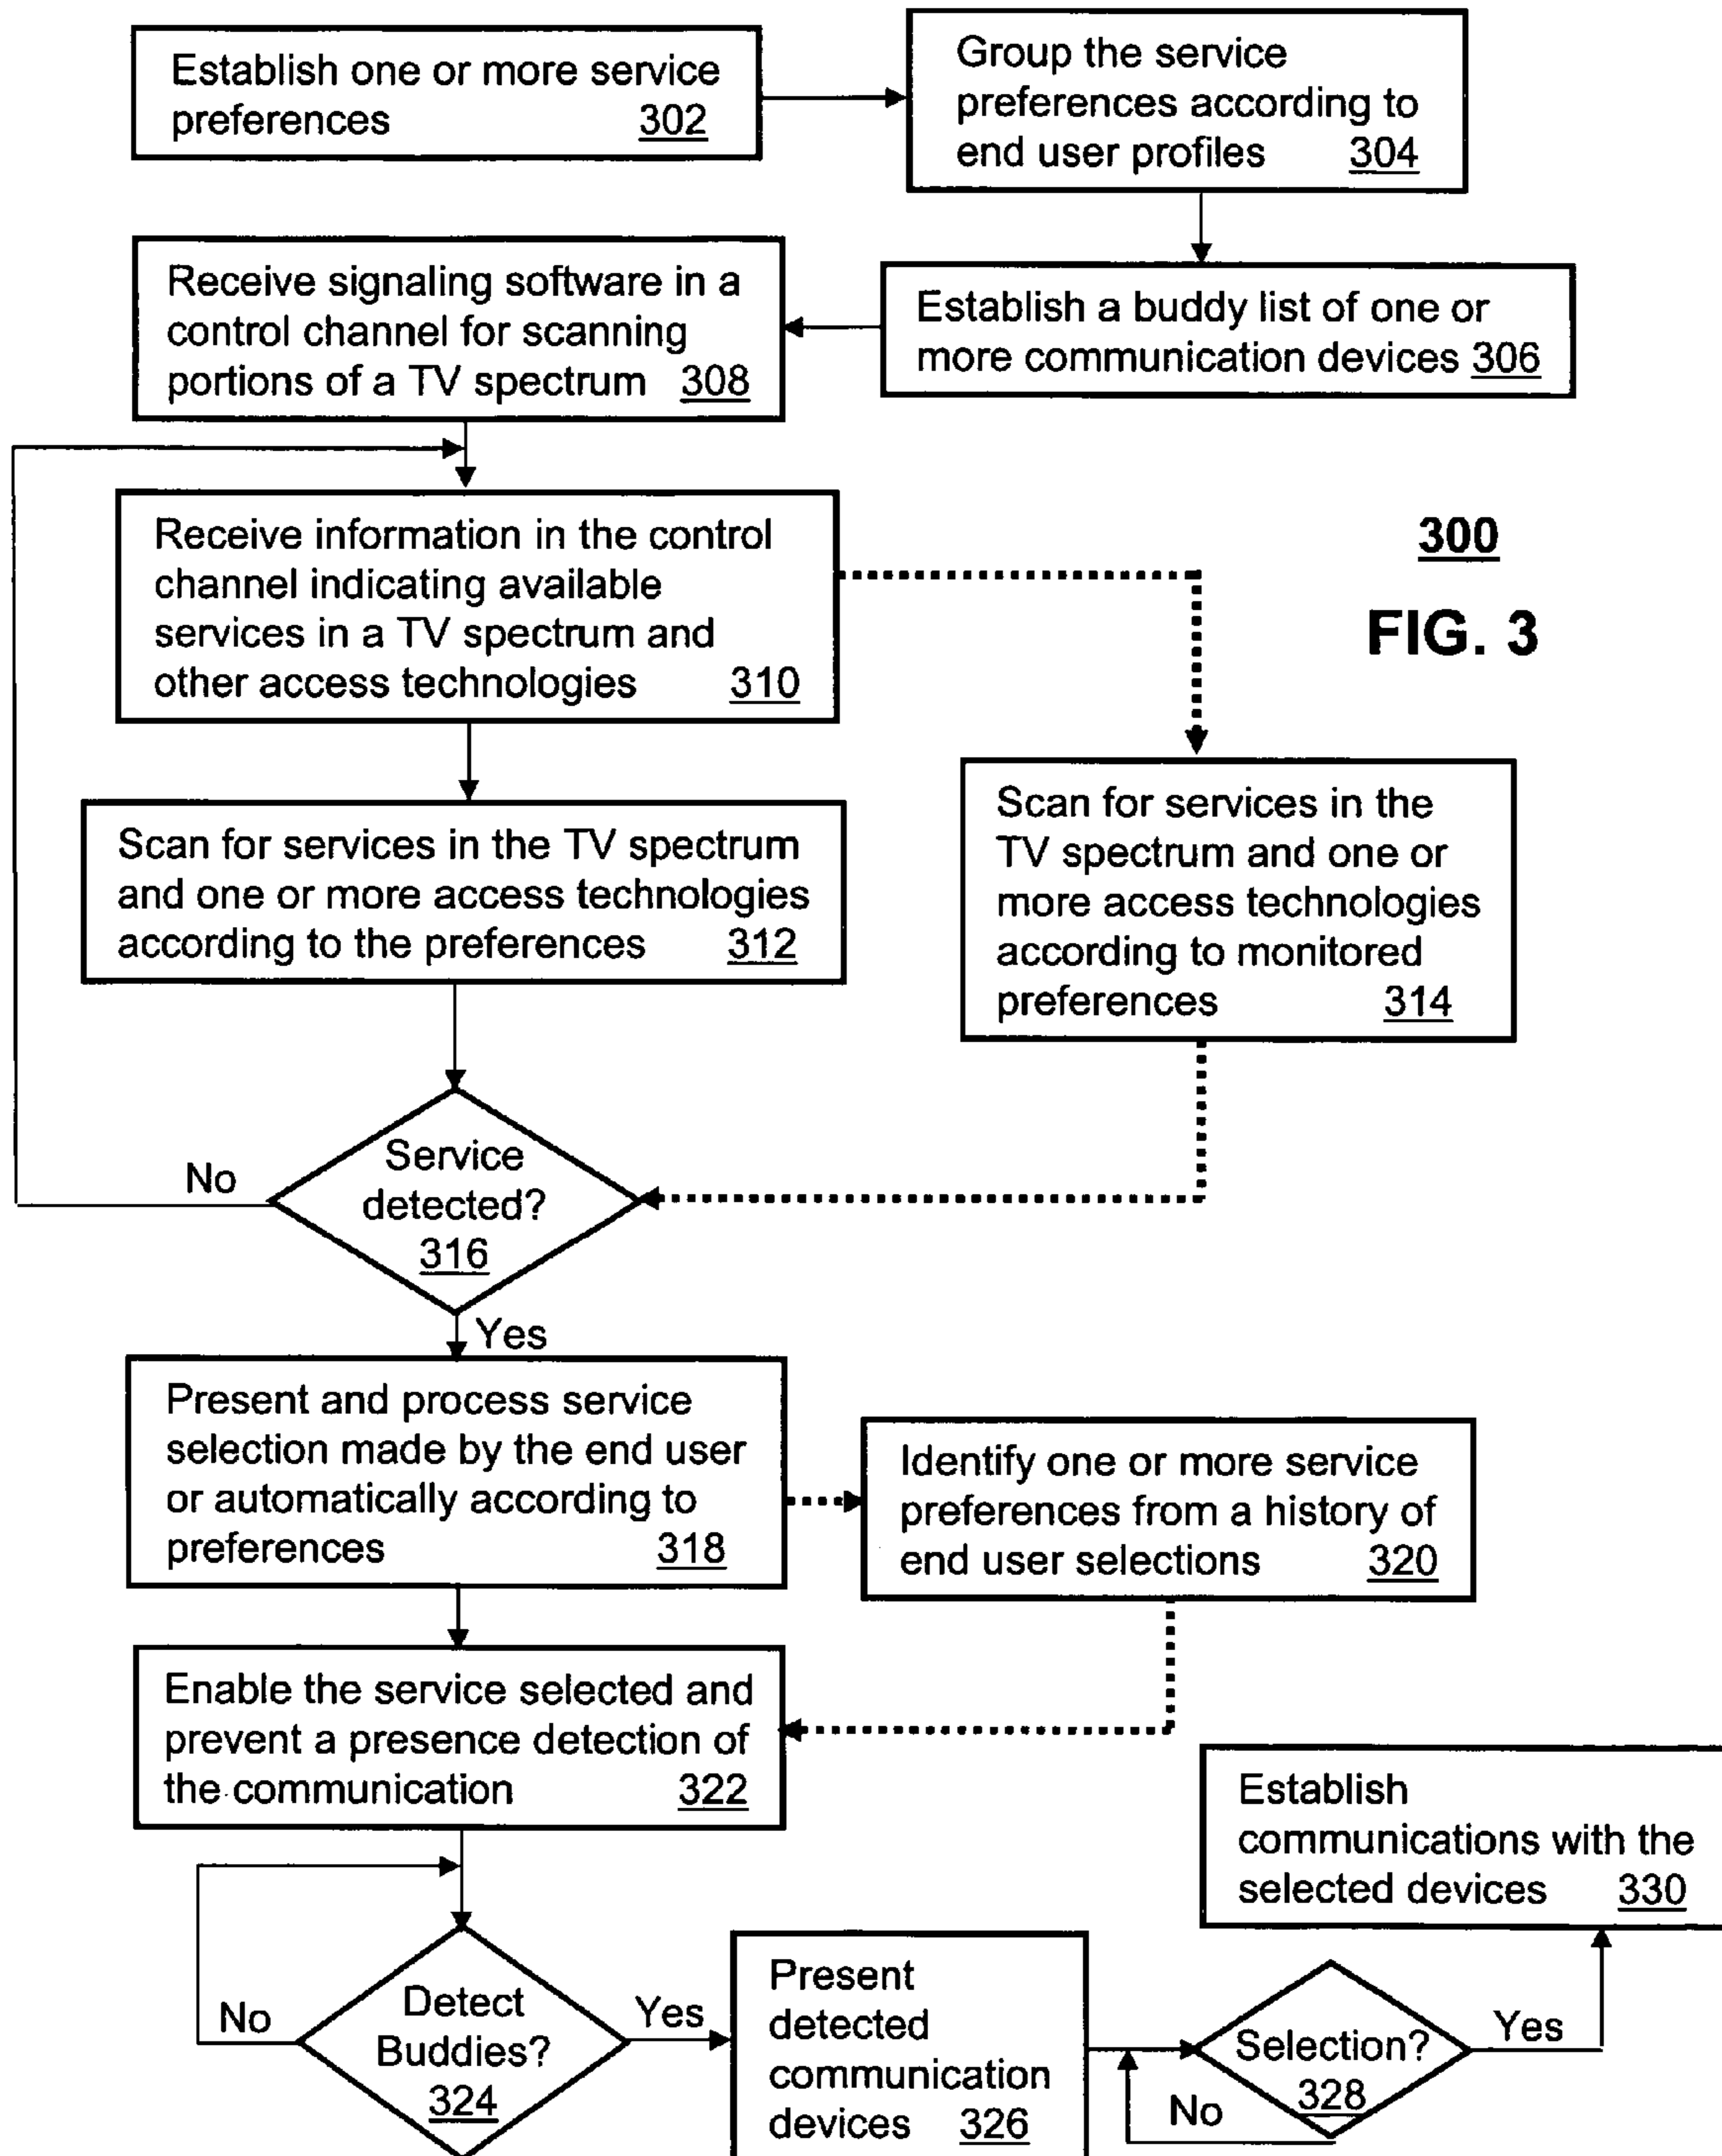 Establish one or more service
preferences 302
Group the service
preferences according to
end user profiles 304
Establish a buddy list of one or
more communication devices 306
Receive signaling software in a
control channel for scanning
portions of a TV spectrum 308
Receive information in the control
channel indicating available
services in a TV spectrum and
other access technologies 310
300
FIG. 3
Scan for services in the TV spectrum
and one or more access technologies
according to the preferences 312
Scan for services in the
TV spectrum and one or
more access technologies
according to monitored
preferences 314
Service
detected?
316
No
Yes
Present and process service
selection made by the end user
or automatically according to
preferences 318
Identify one or more service
preferences from a history of
end user selections 320
Enable the service selected and
prevent a presence detection of
the communication 322
Detect
Buddies?
324
No
Yes
Present
detected
communication
devices 326
Selection?
328
No
Yes
Establish
communications with the
selected devices 330